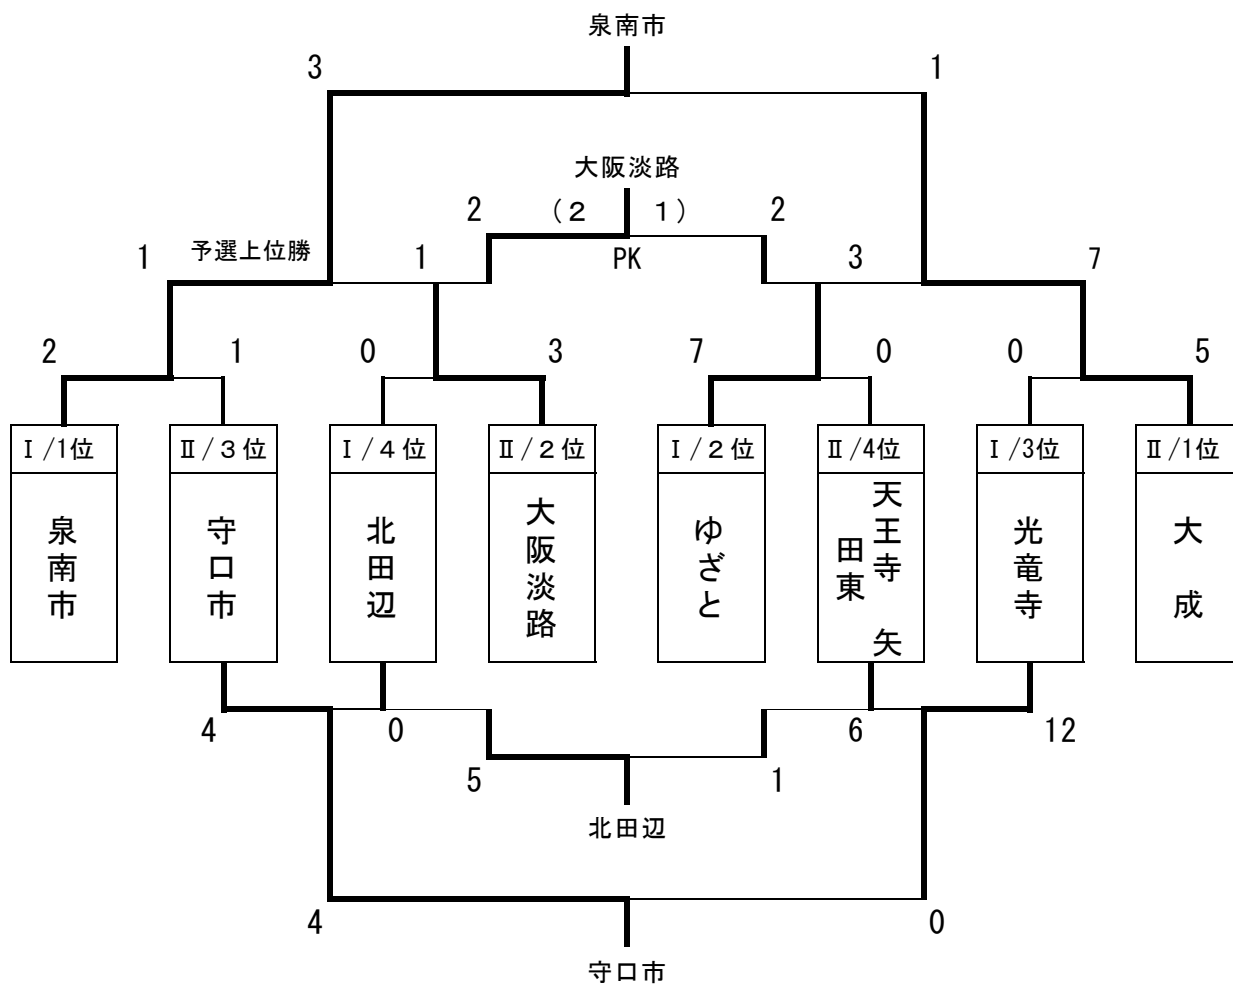 泉南市
3 1
大阪淡路
2 (2 1) 2
1 予選上位勝 1 PK 3 7
2 1 0 3 7 0 0 5
Ⅰ/1位 Ⅱ/3位 Ⅰ/4位 Ⅱ/2位 Ⅰ/2位 Ⅱ/4位 Ⅰ/3位 Ⅱ/1位
泉南市
守口市
北田辺
大阪淡路
ゆざと
天王寺 矢
田東
光竜寺
大 成
4 0 6 12
5 1
北田辺
4 0
守口市